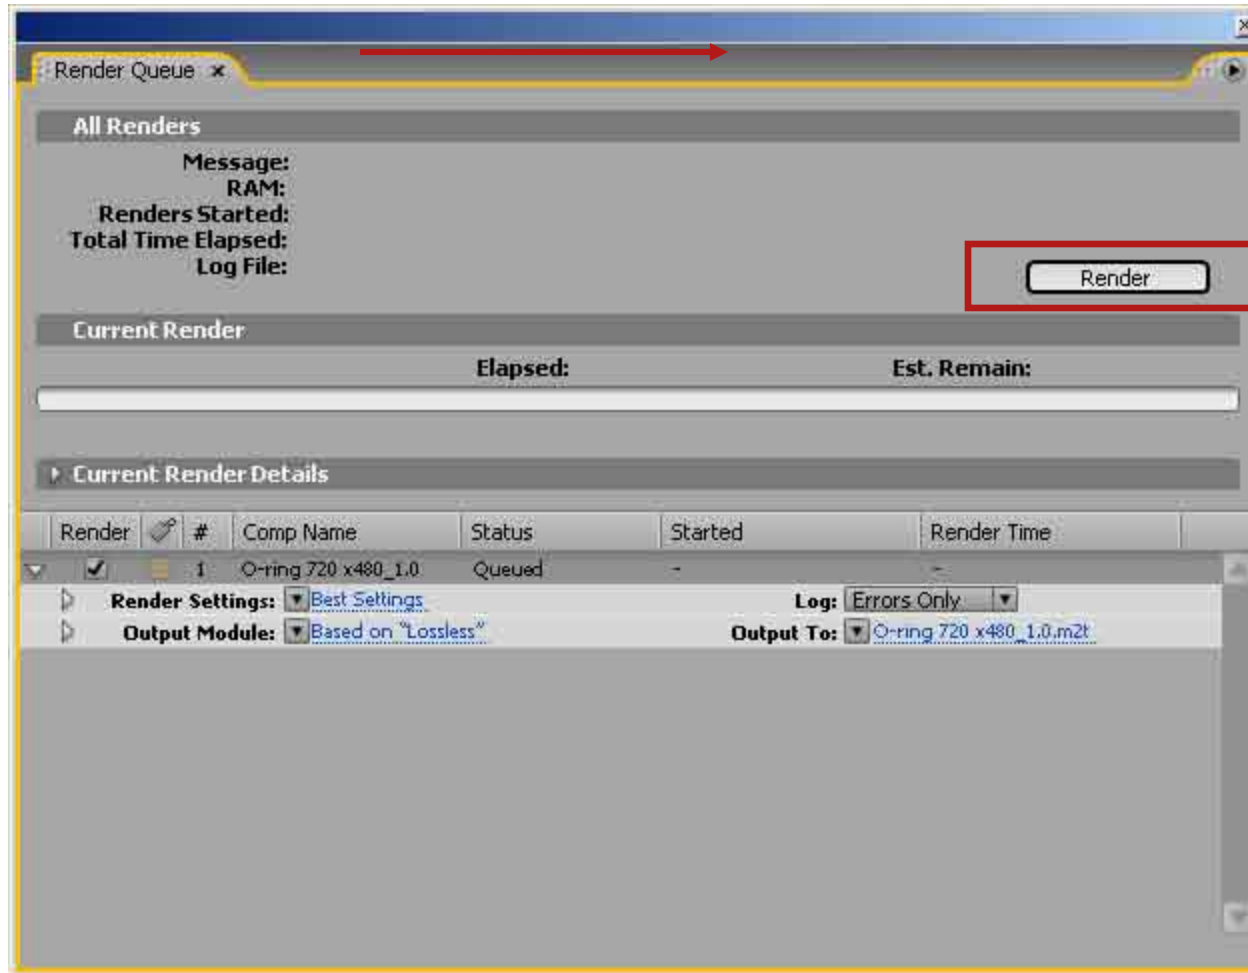 Render Queue
All Renders
Message:
RAM:
Renders Started:
Total Time Elapsed:
Log File:
Render
Current Render
Elapsed: Est. Remain:
Current Render Details
Render # Comp Name Status Started Render Time
1 O-ring 720 x480_1.0 Queued - -
Render Settings: Best Settings Log: Errors Only
Output Module: Based on "Lossless" Output To: O-ring 720 x480_1.0.m2t